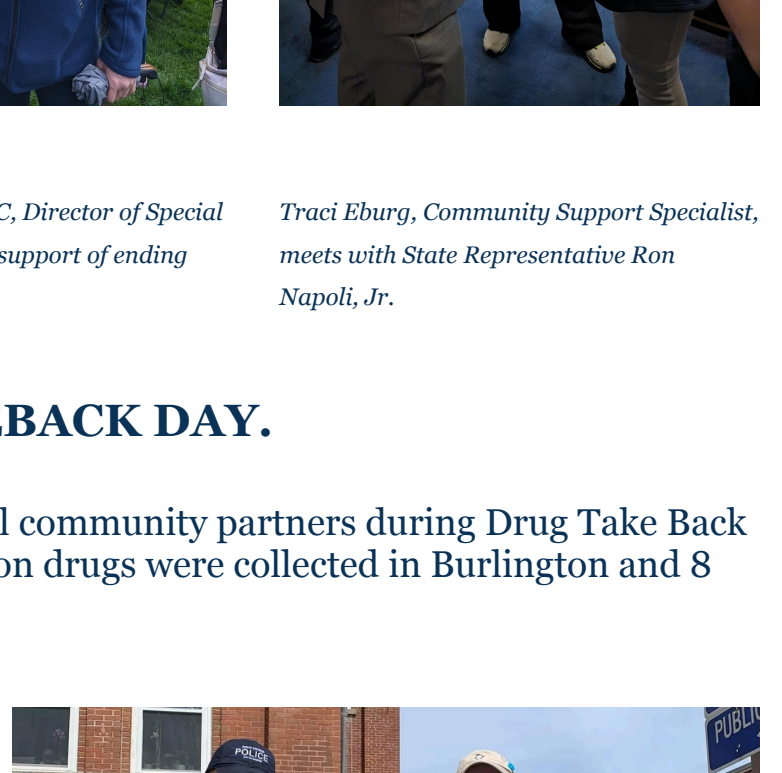 C, Director of Special
support of ending
Traci Eburg, Community Support Specialist,
meets with State Representative Ron
Napoli, Jr.
BACK DAY.
l community partners during Drug Take Back
on drugs were collected in Burlington and 8
POLICE
PUBLIC